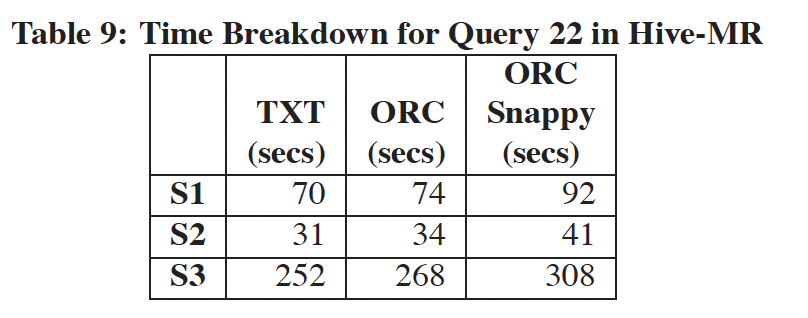 Table 9: Time Breakdown for Query 22 in Hive-MR
TXT (secs) ORC (secs) ORC Snappy (secs)
S1 70 74 92
S2 31 34 41
S3 252 268 308